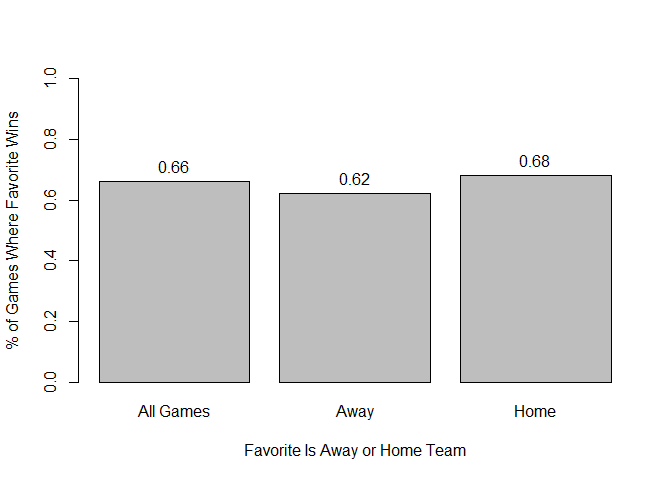 % of Games Where Favorite Wins
1.0
0.8
0.6
0.4
0.2
0.0
0.66
0.62
0.68
All Games
Away
Home
Favorite Is Away or Home Team